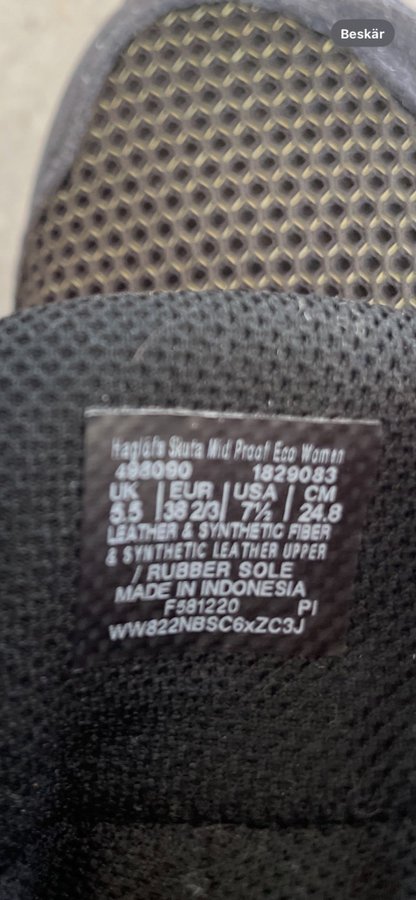 Beskär
Haglöfs Skuta Mid Proof Eco Women
498090 1829083
UK | EUR | USA | CM
5.5 | 38 2/3 | 7½ | 24.8
LEATHER & SYNTHETIC FIBER
& SYNTHETIC LEATHER UPPER
/ RUBBER SOLE
MADE IN INDONESIA
F581220 PI
WW822NBSC6xZC3J